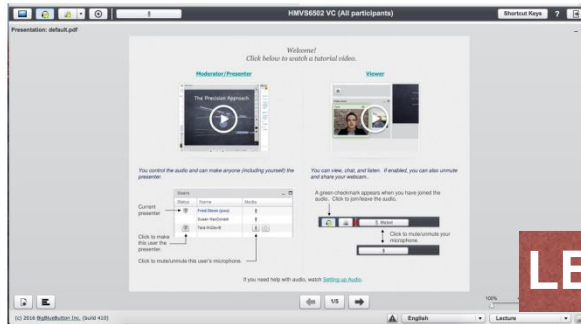 HMVS6502 VC (All participants)
Shortcut Keys
?
Presentation: default.pdf
Welcome!
Click below to watch a tutorial video.
Moderator/Presenter
Viewer
The Precision Approach
You control the audio and can make anyone (including yourself) the
presenter.
You can view, chat, and listen. If enabled, you can also unmute
and share your webcam.
Users
Status Name Media
Current
presenter
Fred Dixon (you)
Susan McDonald
Click to make
this user the
presenter.
Click to mute/unmute this user's microphone.
A green checkmark appears when you have joined the
audio. Click to join/leave the audio.
Muted
Click to mute/unmute your
microphone.
If you need help with audio, watch Setting up Audio.
1/5
100%
LE
(c) 2016 BigBlueButton Inc. (build 410)
English
Lecture